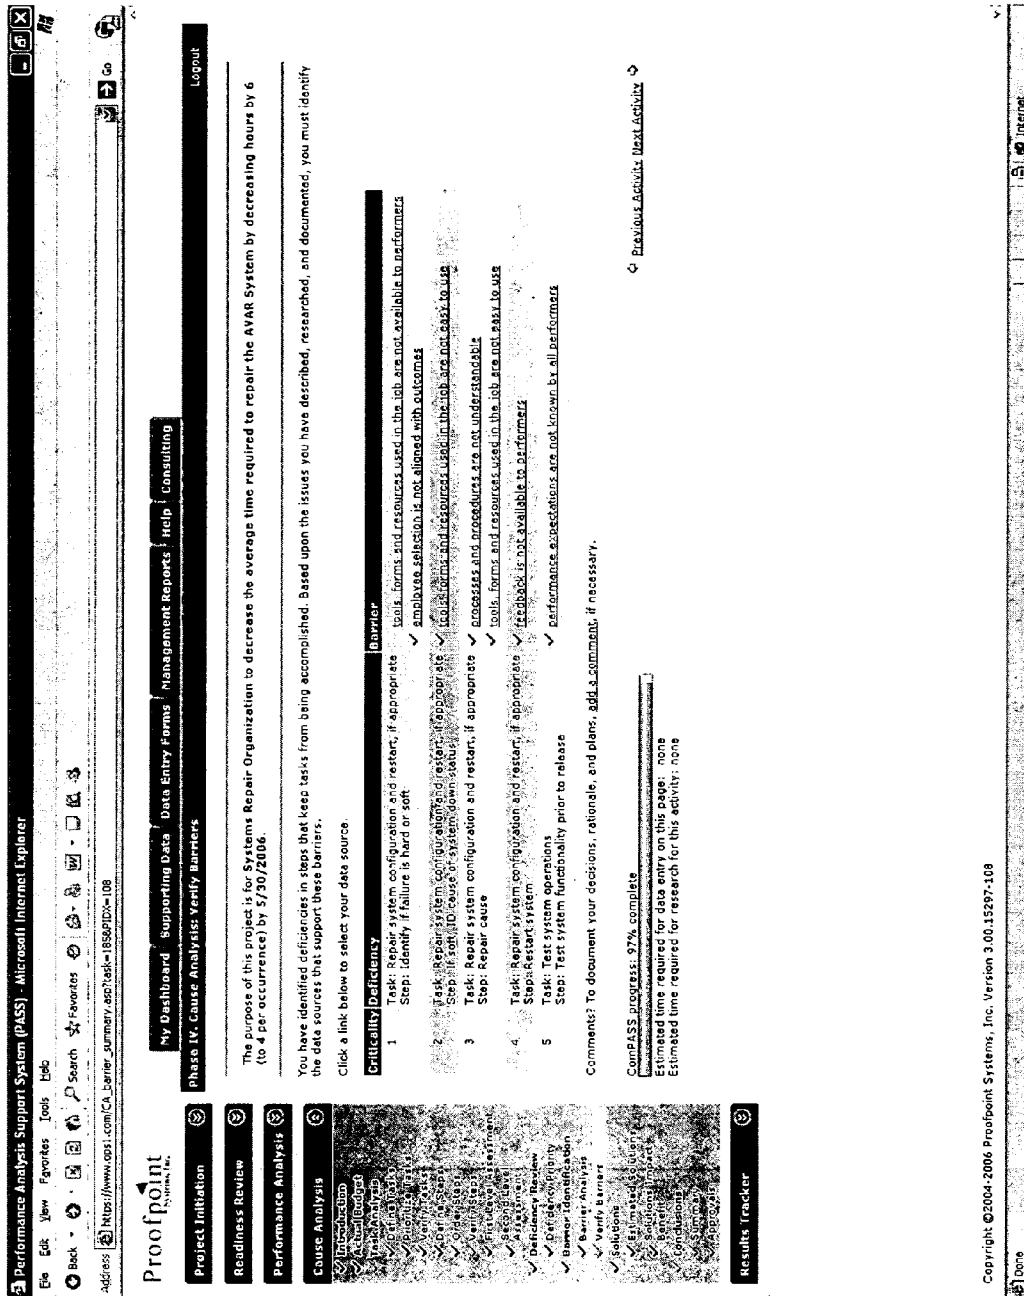 Performance Analysis Support System (PASS) - Microsoft Internet Explorer
File Edit View Favorites Tools Help
Back Search Favorites
Address https://www.ppsi.com/CA_barrier_summary.asp?task=185&PIDX=108 Go
Proofpoint
Systems, Inc.
My Dashboard Supporting Data Data Entry Forms Management Reports Help Consulting
Phase IV. Cause Analysis: Verify Barriers Logout
Project Initiation
Readiness Review
Performance Analysis
Cause Analysis
Introduction
Actual Budget
Task Analysis
Define Tasks
Verify Tasks
Define Steps
Order Steps
Verify Steps
First Level Assessment
Second Level
Assessment
Deficiency Review
Deficiency Priority
Barrier Identification
Barrier Analysis
Verify Barriers
Solutions
Estimated Solution
Solutions Impact
Benefits
Conclusions
Summary
Approvals
Results Tracker
The purpose of this project is for Systems Repair Organization to decrease the average time required to repair the AVAR System by decreasing hours by 6
(to 4 per occurrence) by 5/30/2006.
You have identified deficiencies in steps that keep tasks from being accomplished. Based upon the issues you have described, researched, and documented, you must identify
the data sources that support these barriers.
Click a link below to select your data source.
Criticality Deficiency Barrier
1 Task: Repair system configuration and restart, if appropriate tools, forms and resources used in the job are not available to performers
Step: Identify if failure is hard or soft ✓ employee selection is not aligned with outcomes
2 Task: Repair system configuration and restart, if appropriate ✓ tools, forms and resources used in the job are not easy to use
Step: If soft, ID cause of system down status
3 Task: Repair system configuration and restart, if appropriate ✓ processes and procedures are not understandable
Step: Repair cause ✓ tools, forms and resources used in the job are not easy to use
4 Task: Repair system configuration and restart, if appropriate ✓ feedback is not available to performers
Step: Restart system
5 Task: Test system operations ✓ performance expectations are not known by all performers
Step: Test system functionality prior to release
Comments? To document your decisions, rationale, and plans, add a comment, if necessary.
Previous Activity Next Activity
ComPASS progress: 97% complete
Estimated time required for data entry on this page: none
Estimated time required for research for this activity: none
Copyright ©2004-2006 Proofpoint Systems, Inc. Version 3.00.15297-108
Done Internet